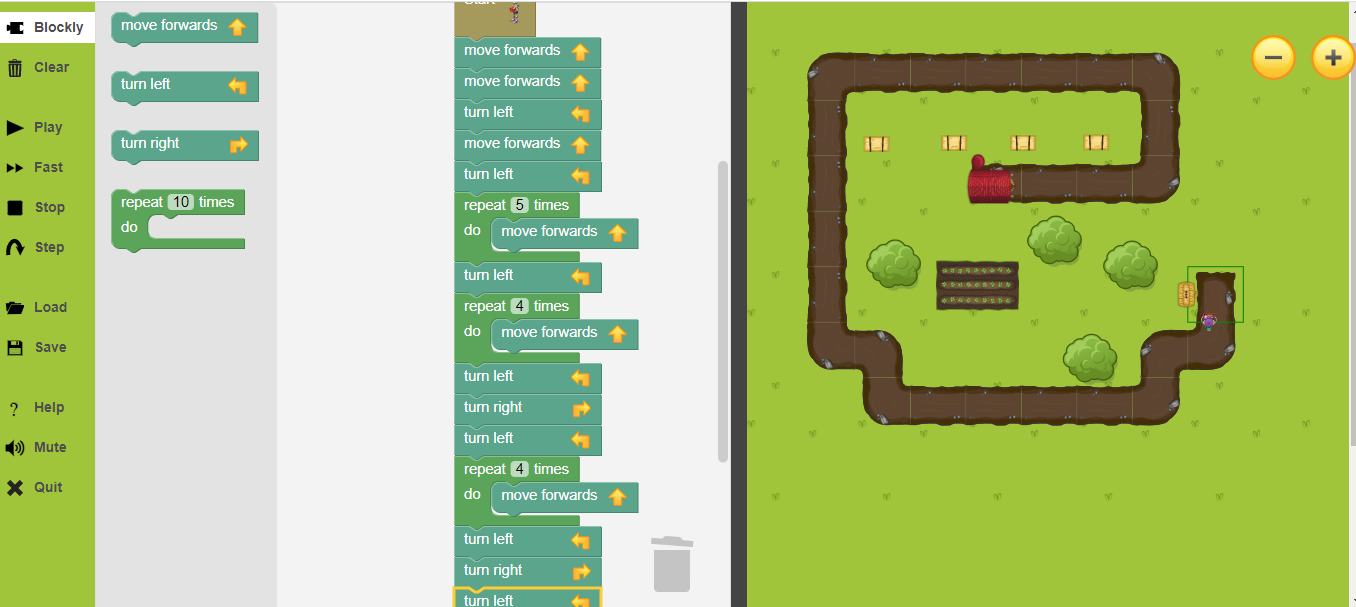 Blockly
Clear
Play
Fast
Stop
Step
Load
Save
? Help
Mute
Quit
move forwards
turn left
turn right
repeat 10 times
do
Start
move forwards
move forwards
turn left
move forwards
turn left
repeat 5 times
do move forwards
turn left
repeat 4 times
do move forwards
turn left
turn right
turn left
repeat 4 times
do move forwards
turn left
turn right
turn left